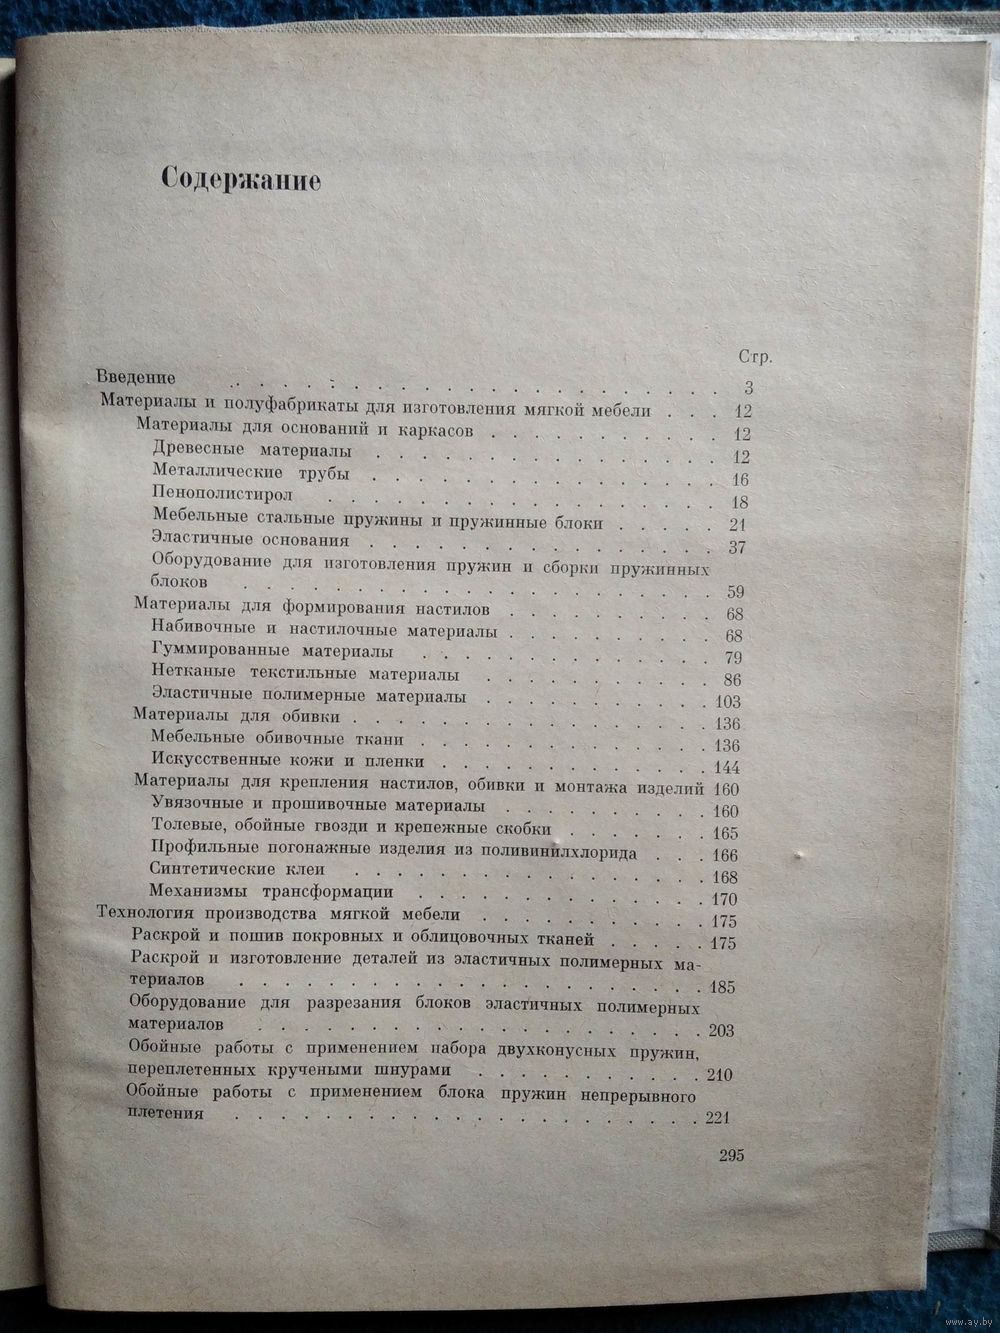 Содержание
Стр.
Введение . . . . . . . . . . . . . . . . . . . . 3
Материалы и полуфабрикаты для изготовления мягкой мебели . . . 12
Материалы для оснований и каркасов . . . . . . . . . . 12
Древесные материалы . . . . . . . . . . . . . . . 12
Металлические трубы . . . . . . . . . . . . . . . 16
Пенополистирол . . . . . . . . . . . . . . . . . 18
Мебельные стальные пружины и пружинные блоки . . . . . 21
Эластичные основания . . . . . . . . . . . . . . . 37
Оборудование для изготовления пружин и сборки пружинных
блоков . . . . . . . . . . . . . . . . . . . . 59
Материалы для формирования настилов . . . . . . . . . 68
Набивочные и настилочные материалы . . . . . . . . . 68
Гуммированные материалы . . . . . . . . . . . . . 79
Нетканые текстильные материалы . . . . . . . . . . 86
Эластичные полимерные материалы . . . . . . . . . . 103
Материалы для обивки . . . . . . . . . . . . . . . . 136
Мебельные обивочные ткани . . . . . . . . . . . . . 136
Искусственные кожи и пленки . . . . . . . . . . . . 144
Материалы для крепления настилов, обивки и монтажа изделий 160
Увязочные и прошивочные материалы . . . . . . . . . 160
Толевые, обойные гвозди и крепежные скобки . . . . . . 165
Профильные погонажные изделия из поливинилхлорида . . . 166
Синтетические клеи . . . . . . . . . . . . . . . . 168
Механизмы трансформации . . . . . . . . . . . . . 170
Технология производства мягкой мебели . . . . . . . . . . 175
Раскрой и пошив покровных и облицовочных тканей . . . . . 175
Раскрой и изготовление деталей из эластичных полимерных ма-
териалов . . . . . . . . . . . . . . . . . . . . 185
Оборудование для разрезания блоков эластичных полимерных
материалов . . . . . . . . . . . . . . . . . . . 203
Обойные работы с применением набора двухконусных пружин,
переплетенных кручеными шнурами . . . . . . . . . . 210
Обойные работы с применением блока пружин непрерывного
плетения . . . . . . . . . . . . . . . . . . . . 221
295
www.ay.by